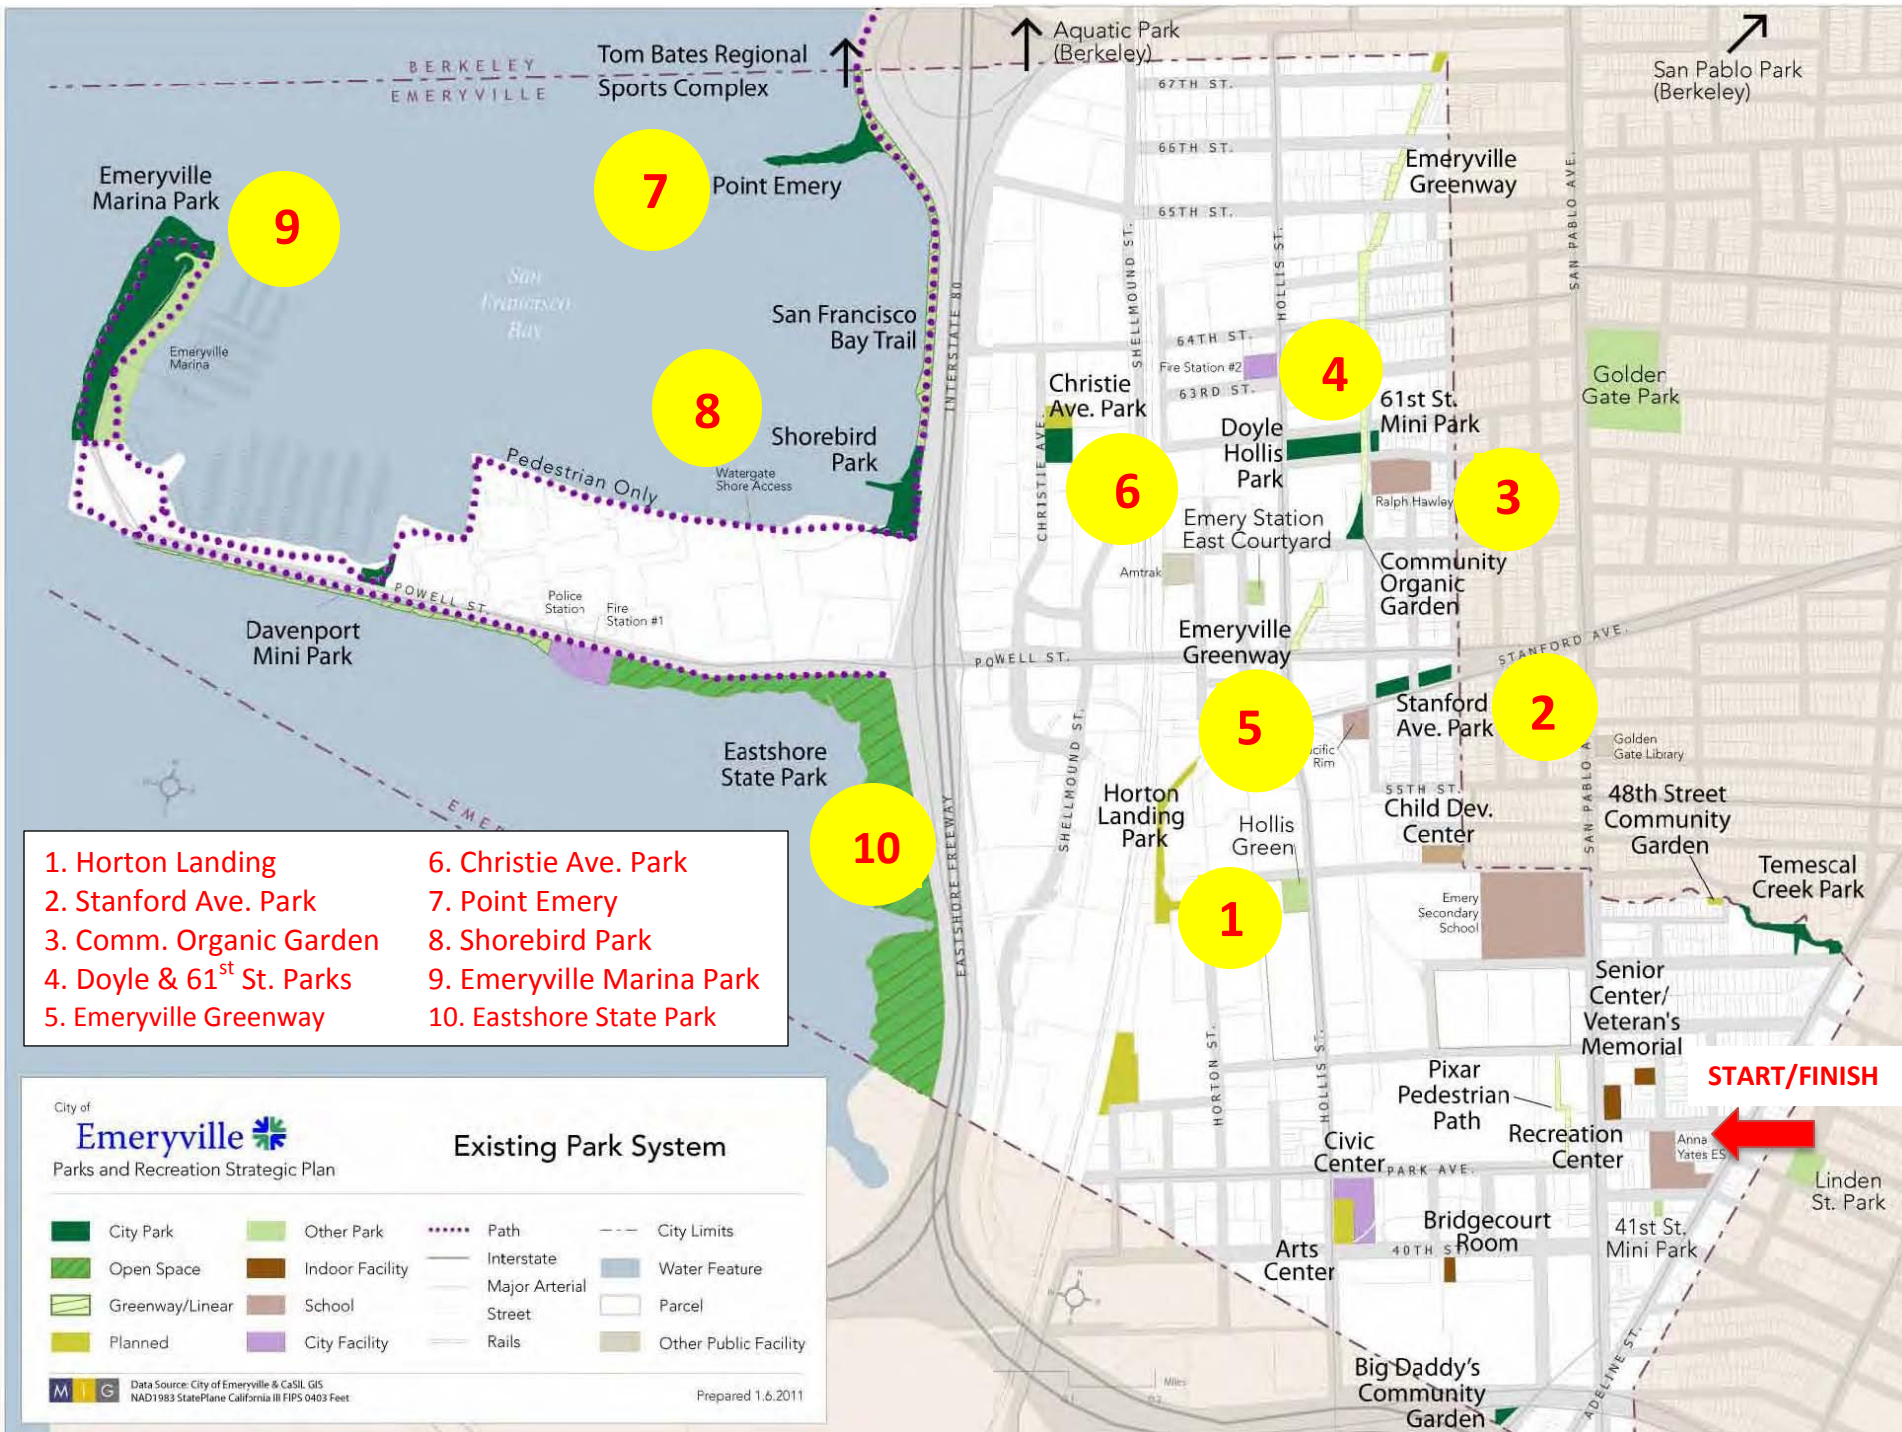 BERKELEY
EMERYVILLE
Tom Bates Regional
Sports Complex
Aquatic Park
(Berkeley)
San Pablo Park
(Berkeley)
67TH ST.
66TH ST.
65TH ST.
Emeryville
Greenway
SAN PABLO AVE.
Emeryville
Marina Park
9
7
Point Emery
San
Francisco
Bay
Emeryville
Marina
San Francisco
Bay Trail
INTERSTATE 80
SHELLMOUND ST.
HOLLIS ST.
64TH ST.
Fire Station #2
63RD ST.
4
Golden
Gate Park
Christie
Ave. Park
CHRISTIE AVE.
61st St.
Mini Park
Doyle
Hollis
Park
8
Shorebird
Park
Pedestrian Only
Watergate
Shore Access
6
Ralph Hawley
3
Emery Station
East Courtyard
Amtrak
Community
Organic
Garden
POWELL ST.
Police
Station
Fire
Station #1
Davenport
Mini Park
Emeryville
Greenway
POWELL ST.
STANFORD AVE.
Stanford
Ave. Park
2
5
cific
Rim
Golden
Gate Library
Eastshore
State Park
SHELLMOUND ST.
Horton
Landing
Park
Hollis
Green
55TH ST.
Child Dev.
Center
SAN PABLO A
48th Street
Community
Garden
Temescal
Creek Park
EMER
10
EASTSHORE FREEWAY
1
Emery
Secondary
School
1. Horton Landing
2. Stanford Ave. Park
3. Comm. Organic Garden
4. Doyle & 61st St. Parks
5. Emeryville Greenway
6. Christie Ave. Park
7. Point Emery
8. Shorebird Park
9. Emeryville Marina Park
10. Eastshore State Park
Senior
Center/
Veteran's
Memorial
START/FINISH
HORTON ST.
HOLLIS ST.
Pixar
Pedestrian
Path
Recreation
Center
Anna
Yates ES
Civic
Center
PARK AVE.
Linden
St. Park
Arts
Center
Bridgecourt
Room
40TH S
41st St.
Mini Park
ADELINE ST.
Big Daddy's
Community
Garden
Miles
City of
Emeryville
Parks and Recreation Strategic Plan
Existing Park System
City Park
Open Space
Greenway/Linear
Planned
Other Park
Indoor Facility
School
City Facility
Path
Interstate
Major Arterial
Street
Rails
City Limits
Water Feature
Parcel
Other Public Facility
M I G
Data Source: City of Emeryville & CaSIL GIS
NAD1983 StatePlane California III FIPS 0403 Feet
Prepared 1.6.2011